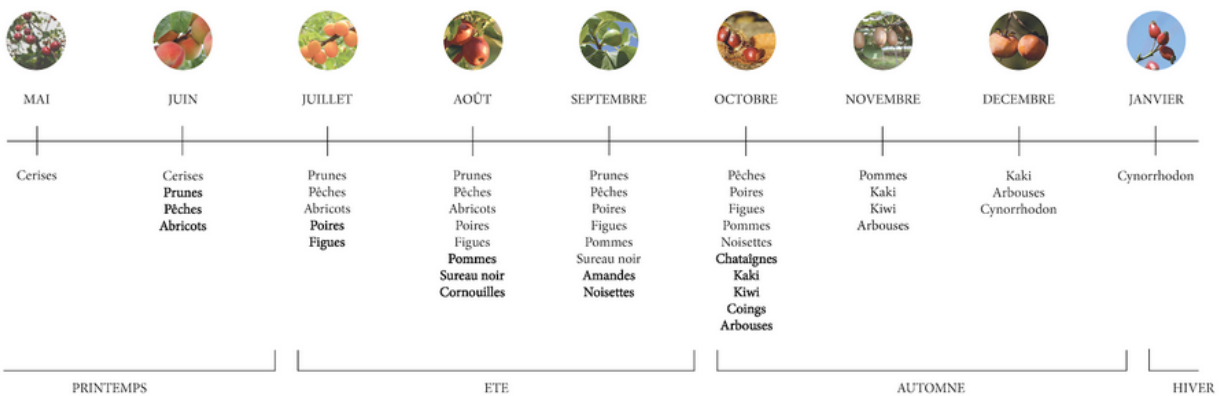 MAI
JUIN
JUILLET
AOÛT
SEPTEMBRE
OCTOBRE
NOVEMBRE
DECEMBRE
JANVIER
Cerises
Cerises
Prunes
Pêches
Abricots
Prunes
Pêches
Abricots
Poires
Figues
Prunes
Pêches
Abricots
Poires
Figues
Pommes
Sureau noir
Cornouilles
Prunes
Pêches
Poires
Figues
Pommes
Sureau noir
Amandes
Noisettes
Pêches
Poires
Figues
Pommes
Noisettes
Chataîgnes
Kaki
Kiwi
Coings
Arbouses
Pommes
Kaki
Kiwi
Arbouses
Kaki
Arbouses
Cynorrhodon
Cynorrhodon
PRINTEMPS
ETE
AUTOMNE
HIVER